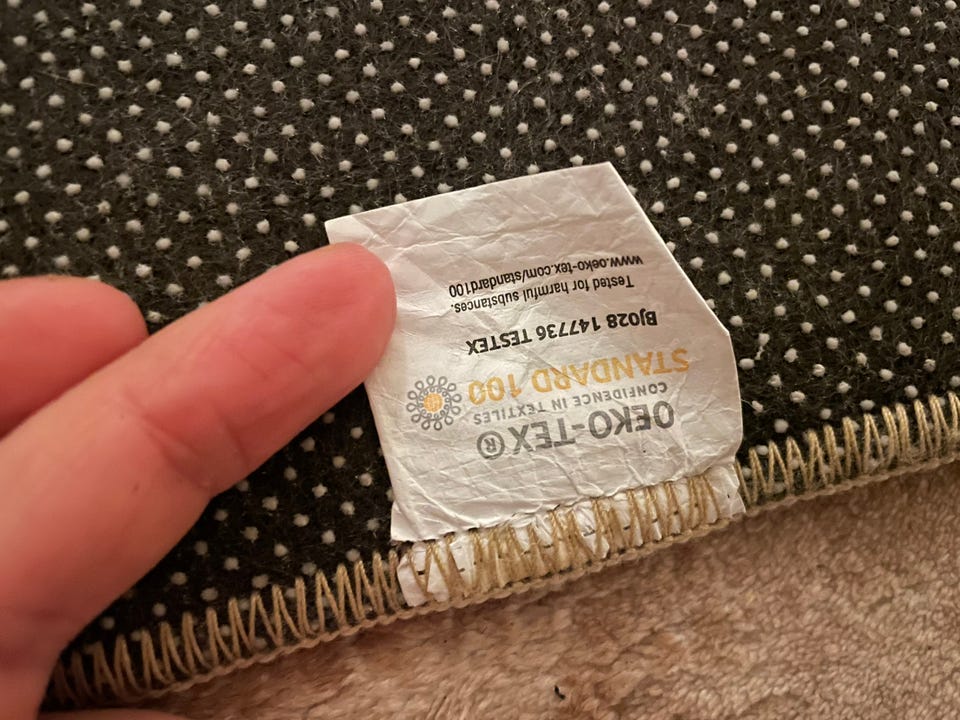 OEKO-TEX®
CONFIDENCE IN TEXTILES
STANDARD 100
BJ028 147736 TESTEX
Tested for harmful substances.
www.oeko-tex.com/standard100